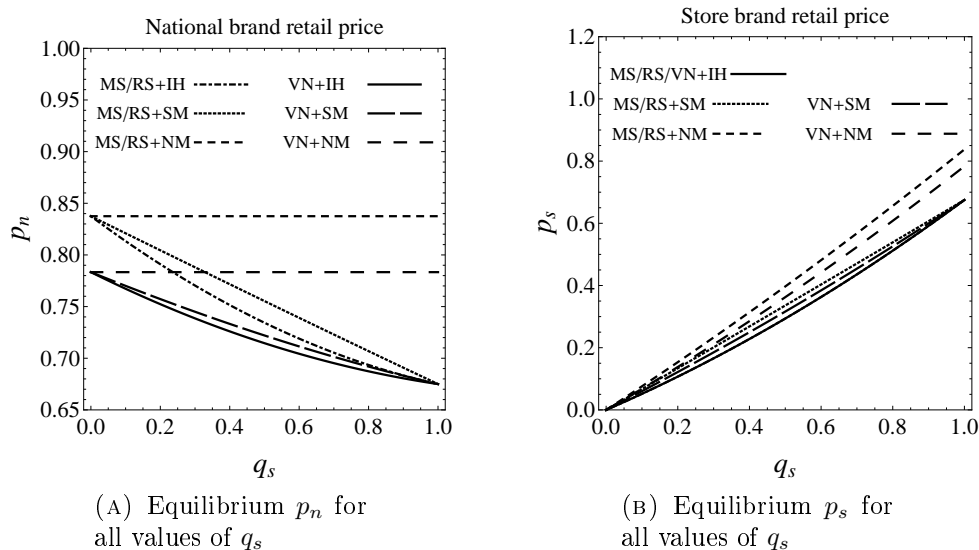 National brand retail price
1.00
0.95
0.90
0.85
0.80
0.75
0.70
0.65
p_n
MS/RS+IH
VN+IH
MS/RS+SM
VN+SM
MS/RS+NM
VN+NM
0.0 0.2 0.4 0.6 0.8 1.0
q_s
(A) Equilibrium p_n for
all values of q_s
Store brand retail price
1.2
1.0
0.8
0.6
0.4
0.2
0.0
p_s
MS/RS/VN+IH
MS/RS+SM
VN+SM
MS/RS+NM
VN+NM
0.0 0.2 0.4 0.6 0.8 1.0
q_s
(B) Equilibrium p_s for
all values of q_s